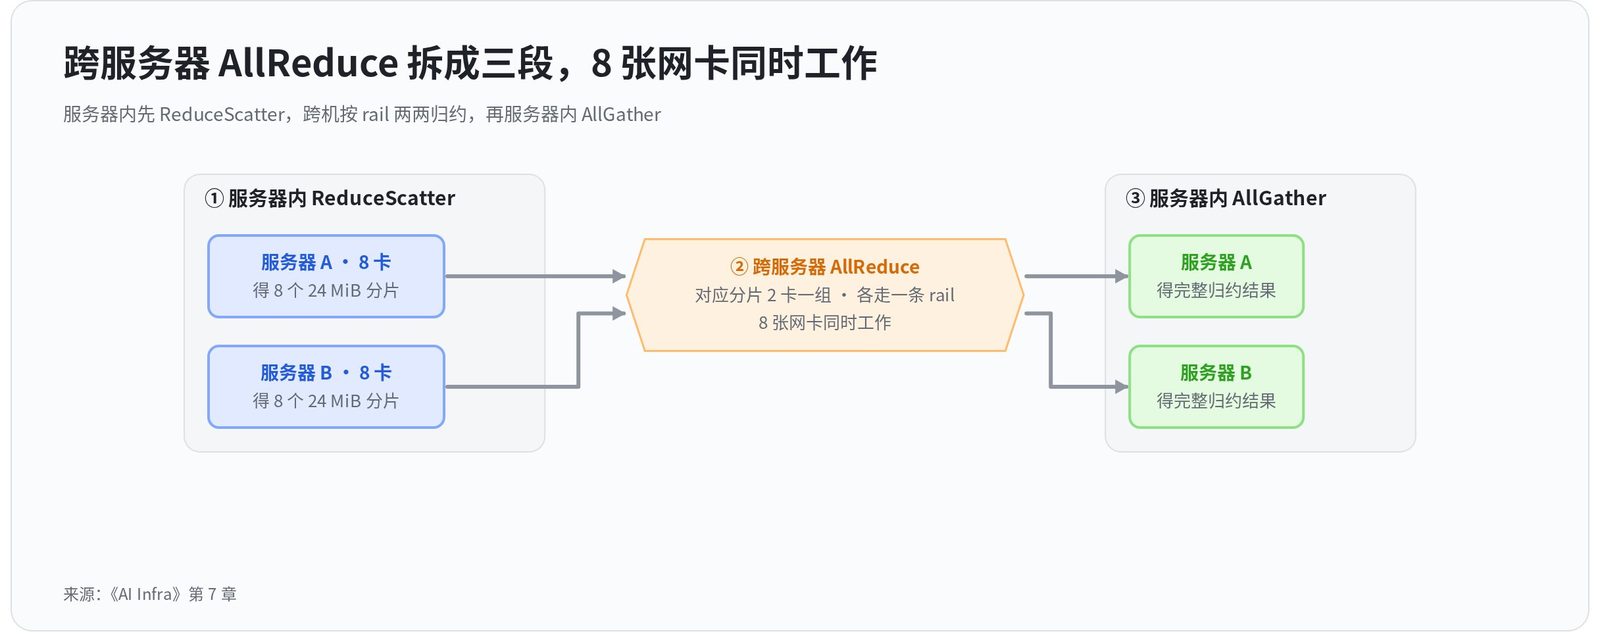 跨服务器 AllReduce 拆成三段，8 张网卡同时工作
服务器内先 ReduceScatter，跨机按 rail 两两归约，再服务器内 AllGather
① 服务器内 ReduceScatter
服务器 A · 8 卡
得 8 个 24 MiB 分片
服务器 B · 8 卡
得 8 个 24 MiB 分片
② 跨服务器 AllReduce
对应分片 2 卡一组 · 各走一条 rail
8 张网卡同时工作
③ 服务器内 AllGather
服务器 A
得完整归约结果
服务器 B
得完整归约结果
来源：《AI Infra》第 7 章